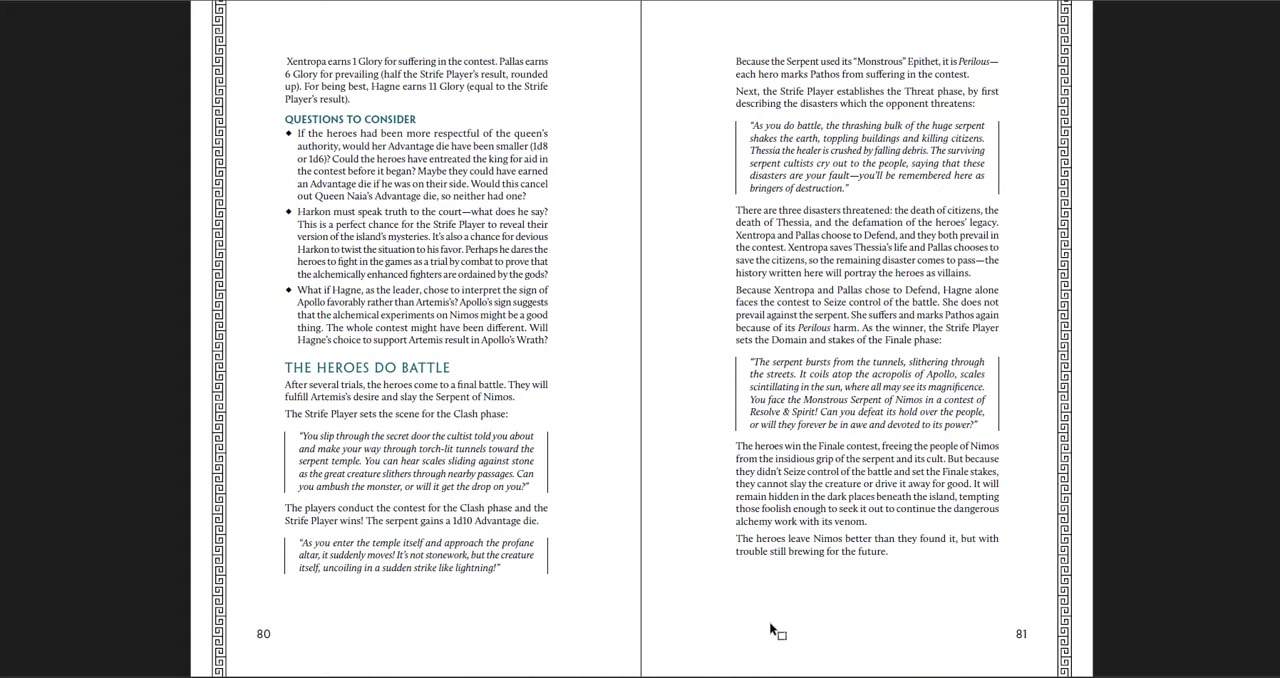 Xentropa earns 1 Glory for suffering in the contest. Pallas earns
6 Glory for prevailing (half the Strife Player's result, rounded
up). For being best, Hagne earns 11 Glory (equal to the Strife
Player's result).
QUESTIONS TO CONSIDER
◆ If the heroes had been more respectful of the queen's
authority, would her Advantage die have been smaller (1d8
or 1d6)? Could the heroes have entreated the king for aid in
the contest before it began? Maybe they could have earned
an Advantage die if he was on their side. Would this cancel
out Queen Naia's Advantage die, so neither had one?
◆ Harkon must speak truth to the court—what does he say?
This is a perfect chance for the Strife Player to reveal their
version of the island's mysteries. It's also a chance for devious
Harkon to twist the situation to his favor. Perhaps he dares the
heroes to fight in the games as a trial by combat to prove that
the alchemically enhanced fighters are ordained by the gods?
◆ What if Hagne, as the leader, chose to interpret the sign of
Apollo favorably rather than Artemis's? Apollo's sign suggests
that the alchemical experiments on Nimos might be a good
thing. The whole contest might have been different. Will
Hagne's choice to support Artemis result in Apollo's Wrath?
THE HEROES DO BATTLE
After several trials, the heroes come to a final battle. They will
fulfill Artemis's desire and slay the Serpent of Nimos.
The Strife Player sets the scene for the Clash phase:
"You slip through the secret door the cultist told you about
and make your way through torch-lit tunnels toward the
serpent temple. You can hear scales sliding against stone
as the great creature slithers through nearby passages. Can
you ambush the monster, or will it get the drop on you?"
The players conduct the contest for the Clash phase and the
Strife Player wins! The serpent gains a 1d10 Advantage die.
"As you enter the temple itself and approach the profane
altar, it suddenly moves! It's not stonework, but the creature
itself, uncoiling in a sudden strike like lightning!"
80
Because the Serpent used its "Monstrous" Epithet, it is Perilous—
each hero marks Pathos from suffering in the contest.
Next, the Strife Player establishes the Threat phase, by first
describing the disasters which the opponent threatens:
"As you do battle, the thrashing bulk of the huge serpent
shakes the earth, toppling buildings and killing citizens.
Thessia the healer is crushed by falling debris. The surviving
serpent cultists cry out to the people, saying that these
disasters are your fault—you'll be remembered here as
bringers of destruction."
There are three disasters threatened: the death of citizens, the
death of Thessia, and the defamation of the heroes' legacy.
Xentropa and Pallas choose to Defend, and they both prevail in
the contest. Xentropa saves Thessia's life and Pallas chooses to
save the citizens, so the remaining disaster comes to pass—the
history written here will portray the heroes as villains.
Because Xentropa and Pallas chose to Defend, Hagne alone
faces the contest to Seize control of the battle. She does not
prevail against the serpent. She suffers and marks Pathos again
because of its Perilous harm. As the winner, the Strife Player
sets the Domain and stakes of the Finale phase:
"The serpent bursts from the tunnels, slithering through
the streets. It coils atop the acropolis of Apollo, scales
scintillating in the sun, where all may see its magnificence.
You face the Monstrous Serpent of Nimos in a contest of
Resolve & Spirit! Can you defeat its hold over the people,
or will they forever be in awe and devoted to its power?"
The heroes win the Finale contest, freeing the people of Nimos
from the insidious grip of the serpent and its cult. But because
they didn't Seize control of the battle and set the Finale stakes,
they cannot slay the creature or drive it away for good. It will
remain hidden in the dark places beneath the island, tempting
those foolish enough to seek it out to continue the dangerous
alchemy work with its venom.
The heroes leave Nimos better than they found it, but with
trouble still brewing for the future.
81